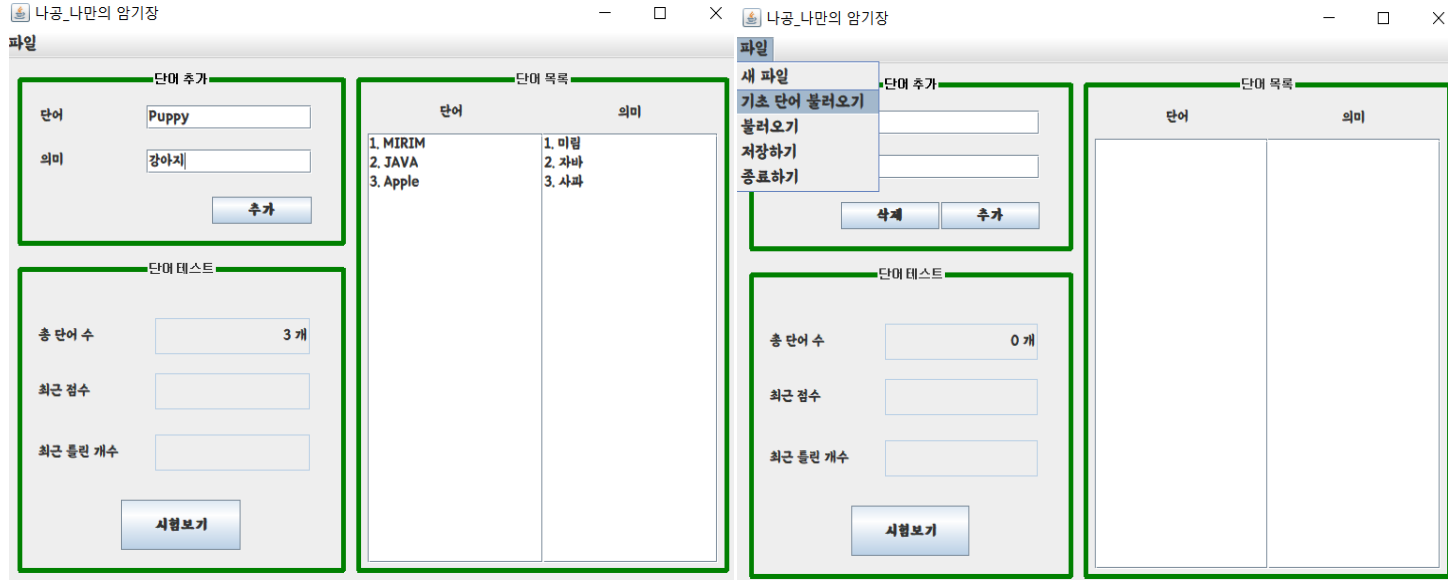 나공_나만의 암기장
파일
단어 추가
단어 Puppy
의미 강아지
추가
단어 테스트
총 단어 수 3 개
최근 점수
최근 틀린 개수
시험보기
단어 목록
단어 의미
1. MIRIM 1. 미림
2. JAVA 2. 자바
3. Apple 3. 사파
나공_나만의 암기장
파일
새 파일
기초 단어 불러오기
불러오기
저장하기
종료하기
단어 추가
삭제 추가
단어 테스트
총 단어 수 0 개
최근 점수
최근 틀린 개수
시험보기
단어 목록
단어 의미